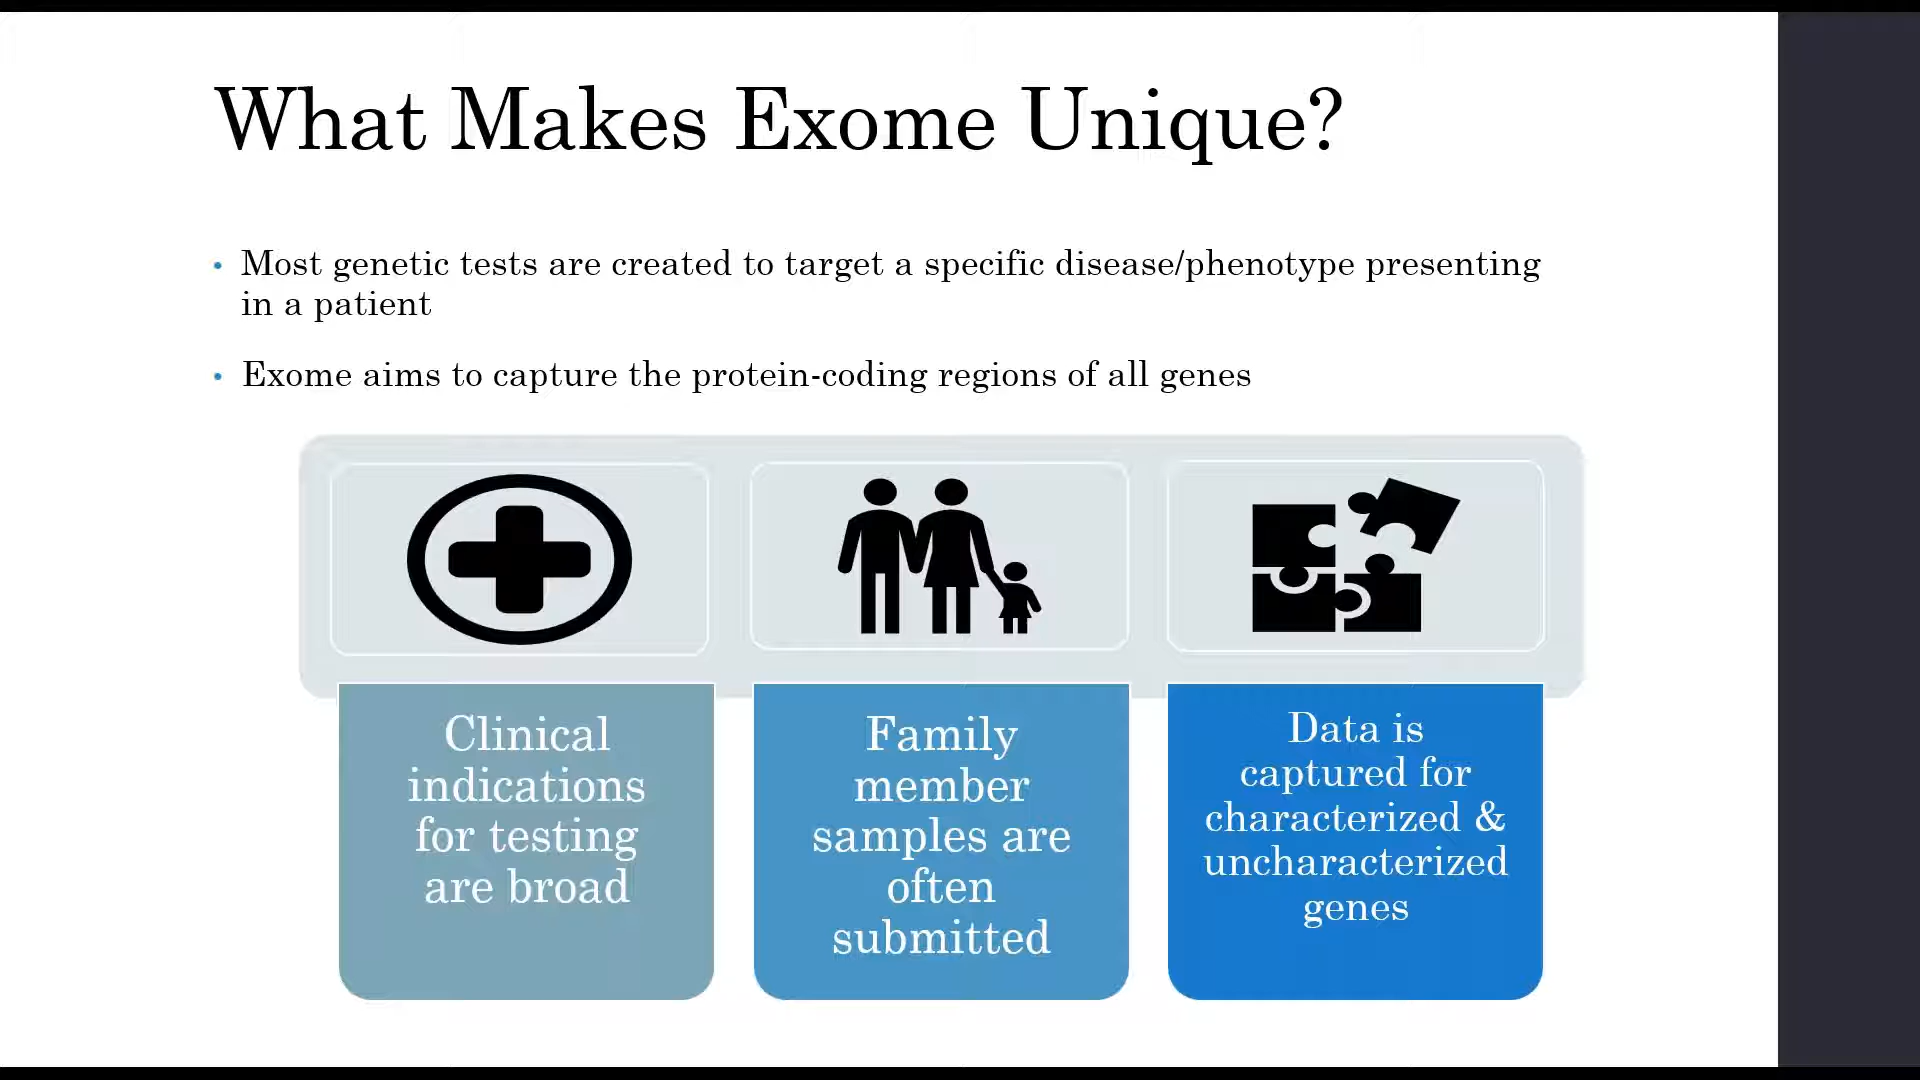 What Makes Exome Unique?
• Most genetic tests are created to target a specific disease/phenotype presenting
in a patient
• Exome aims to capture the protein-coding regions of all genes
Clinical
indications
for testing
are broad
Family
member
samples are
often
submitted
Data is
captured for
characterized &
uncharacterized
genes